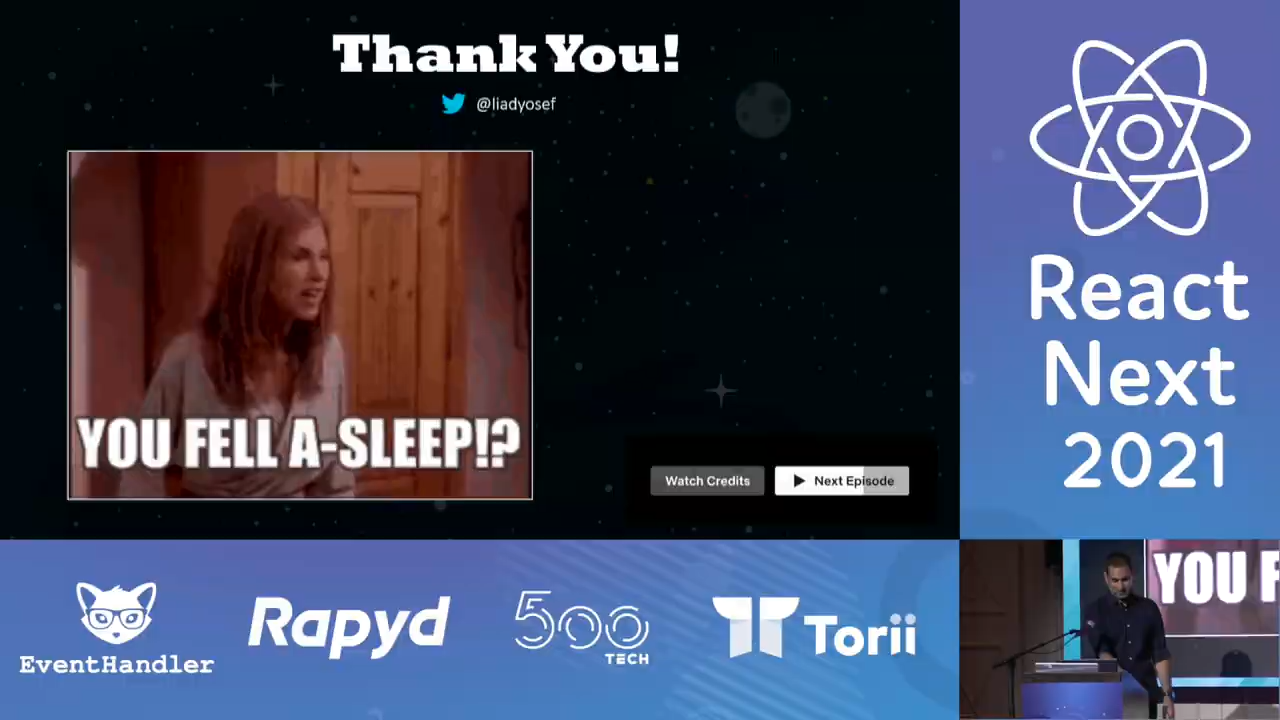 Thank You!
@liadyosef
YOU FELL A-SLEEP!?
Watch Credits
Next Episode
React
Next
2021
EventHandler
Rapyd
500
TECH
Torii
YOU F